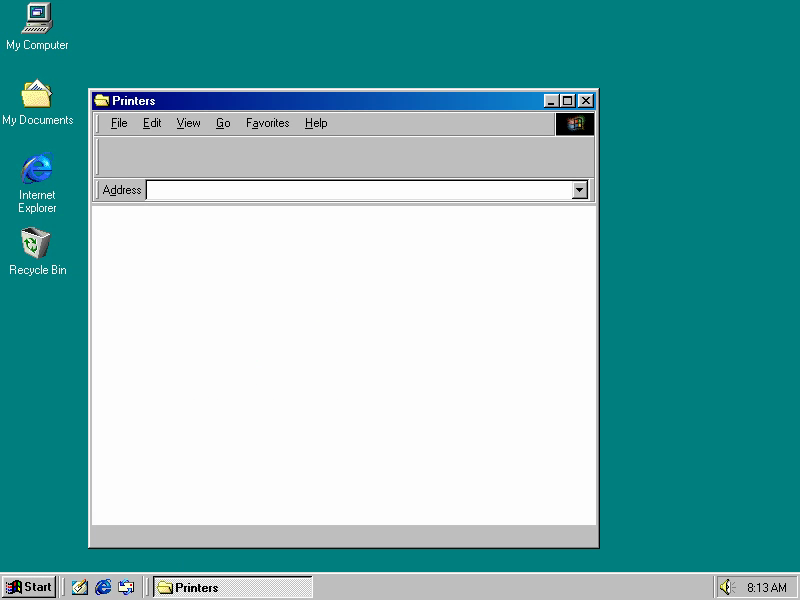 My Computer
My Documents
Internet
Explorer
Recycle Bin
Printers
File Edit View Go Favorites Help
Address
Start
Printers
8:13 AM